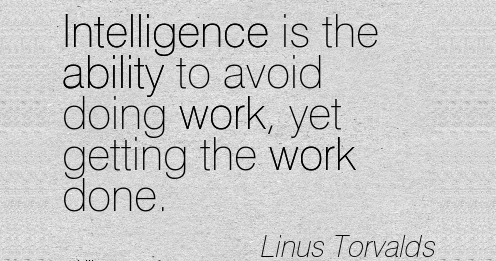 Intelligence is the
ability to avoid
doing work, yet
getting the work
done.
Linus Torvalds